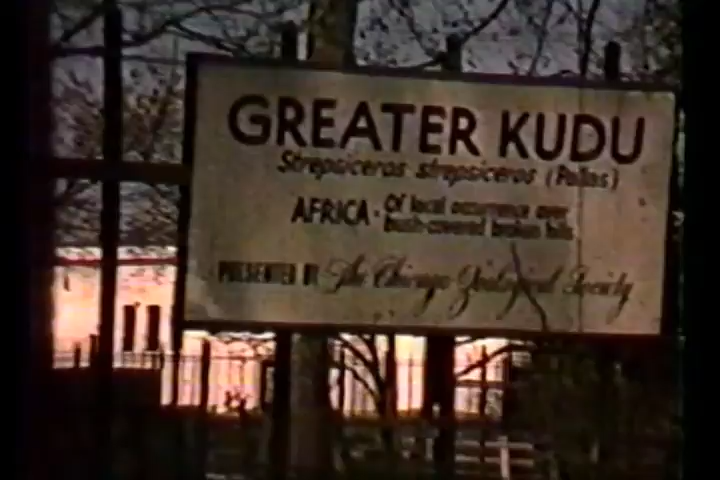 GREATER KUDU
Strepsiceros strepsiceros (Pallas)
AFRICA - Of local occurrence over
bush-covered broken hills
PRESENTED BY The Chicago Zoological Society